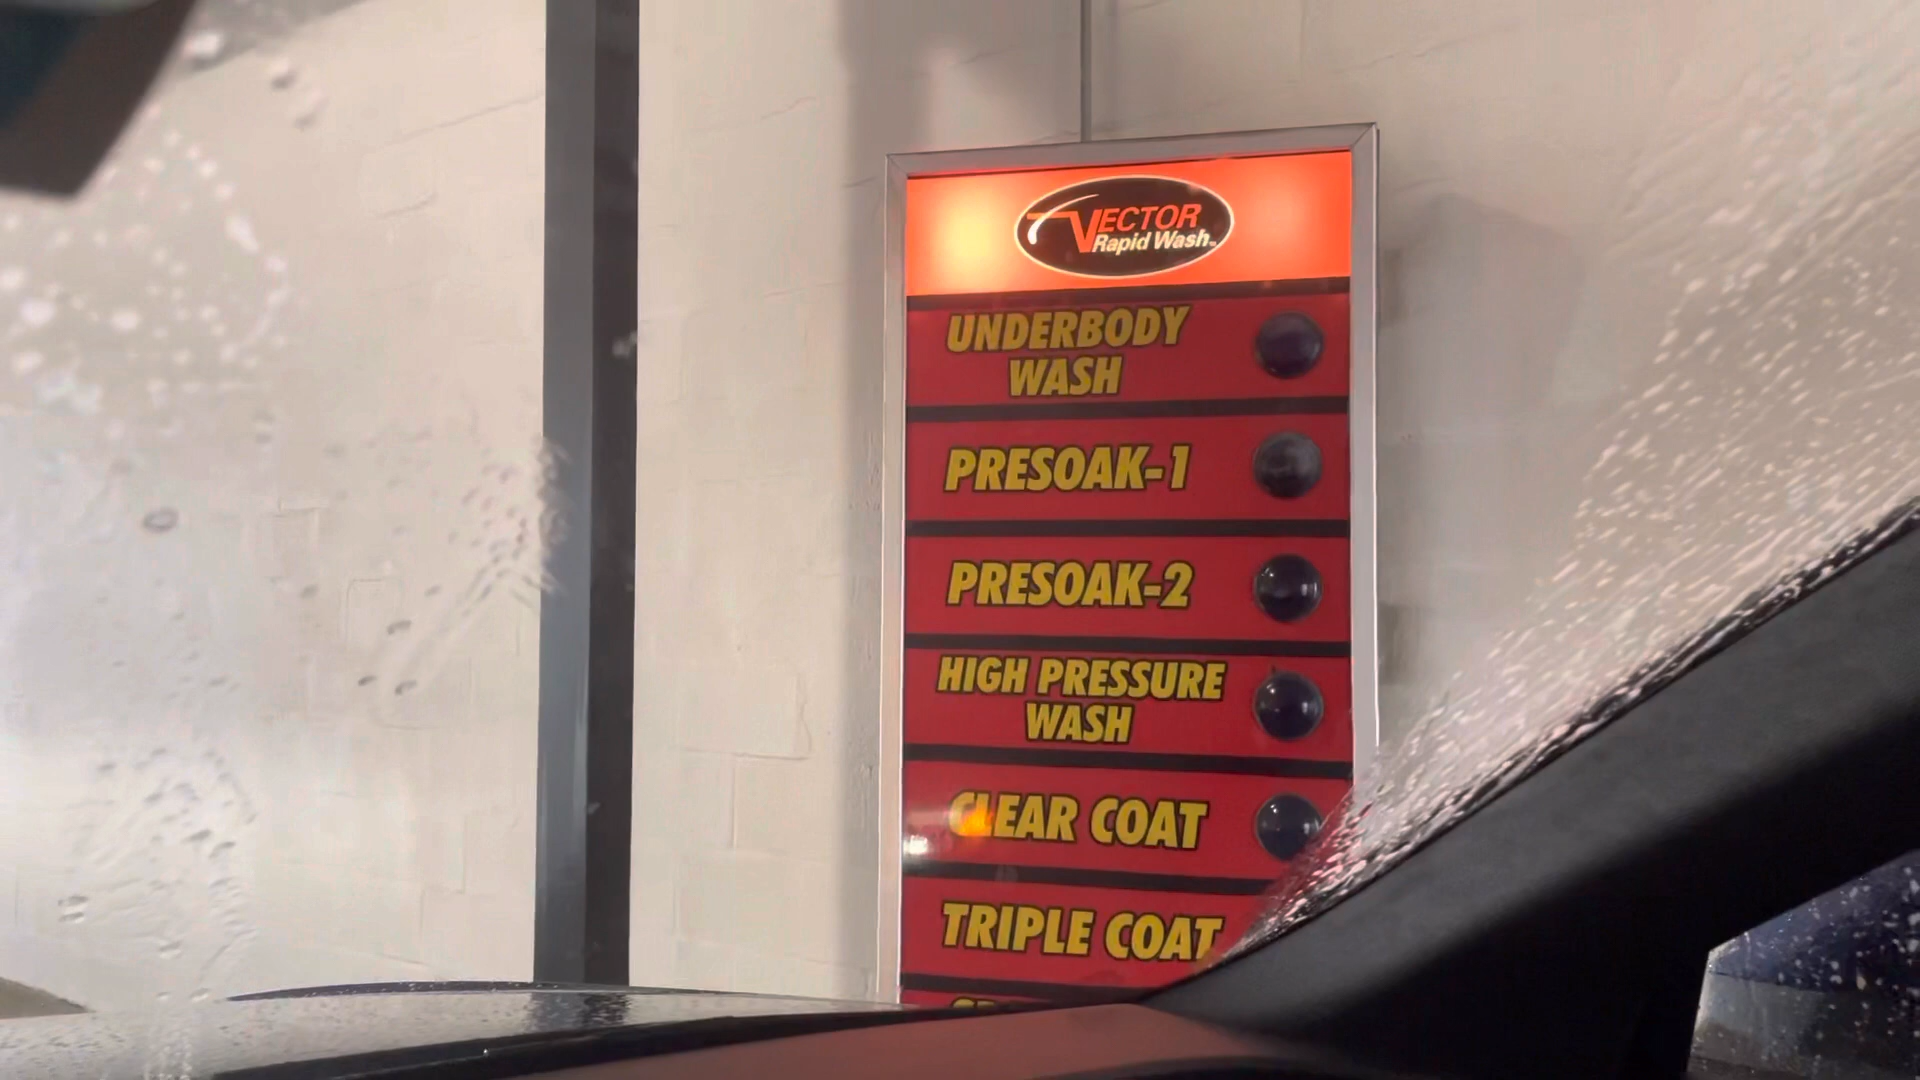 VECTOR
Rapid Wash
UNDERBODY
WASH
PRESOAK-1
PRESOAK-2
HIGH PRESSURE
WASH
CLEAR COAT
TRIPLE COAT